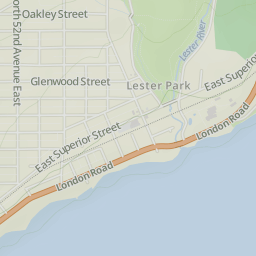 Oakley Street
North 52nd Avenue East
Lester River
Glenwood Street
Lester Park
East Superior
East Superior Street
London Road
London Road